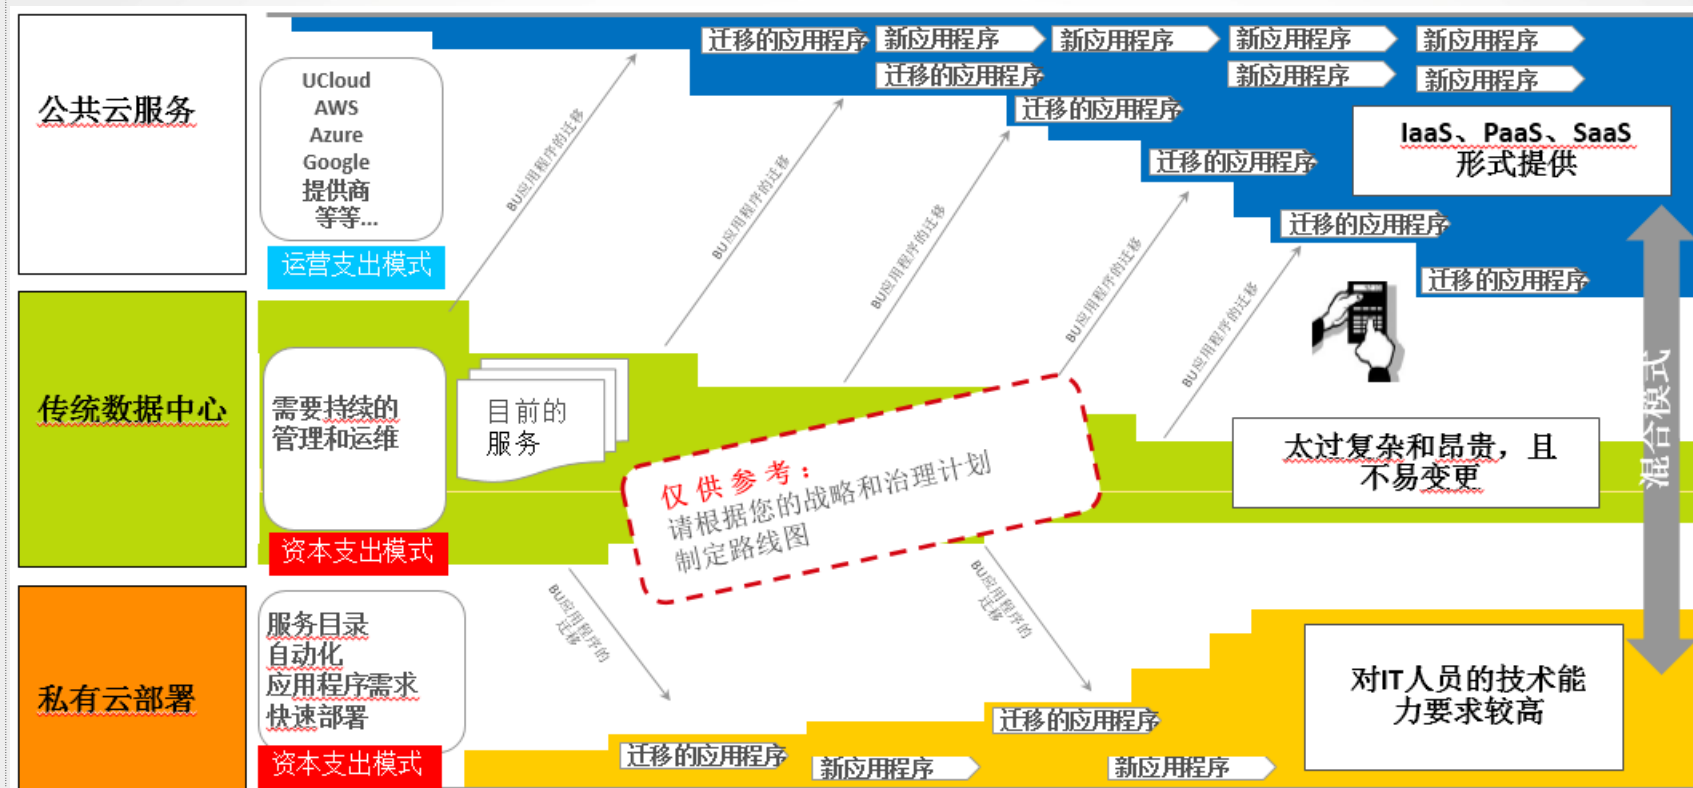 公共云服务
UCloud
AWS
Azure
Google
提供商
等等...
运营支出模式
迁移的应用程序
新应用程序
新应用程序
新应用程序
新应用程序
迁移的应用程序
新应用程序
新应用程序
迁移的应用程序
迁移的应用程序
迁移的应用程序
迁移的应用程序
IaaS、PaaS、SaaS
形式提供
BU应用程序的迁移
BU应用程序的迁移
BU应用程序的迁移
BU应用程序的迁移
BU应用程序的迁移
传统数据中心
需要持续的
管理和运维
资本支出模式
目前的
服务
仅供参考：
请根据您的战略和治理计划
制定路线图
太过复杂和昂贵，且
不易变更
混合模式
BU应用程序的
迁移
BU应用程序的
迁移
私有云部署
服务目录
自动化
应用程序需求
快速部署
资本支出模式
迁移的应用程序
新应用程序
迁移的应用程序
新应用程序
对IT人员的技术能
力要求较高